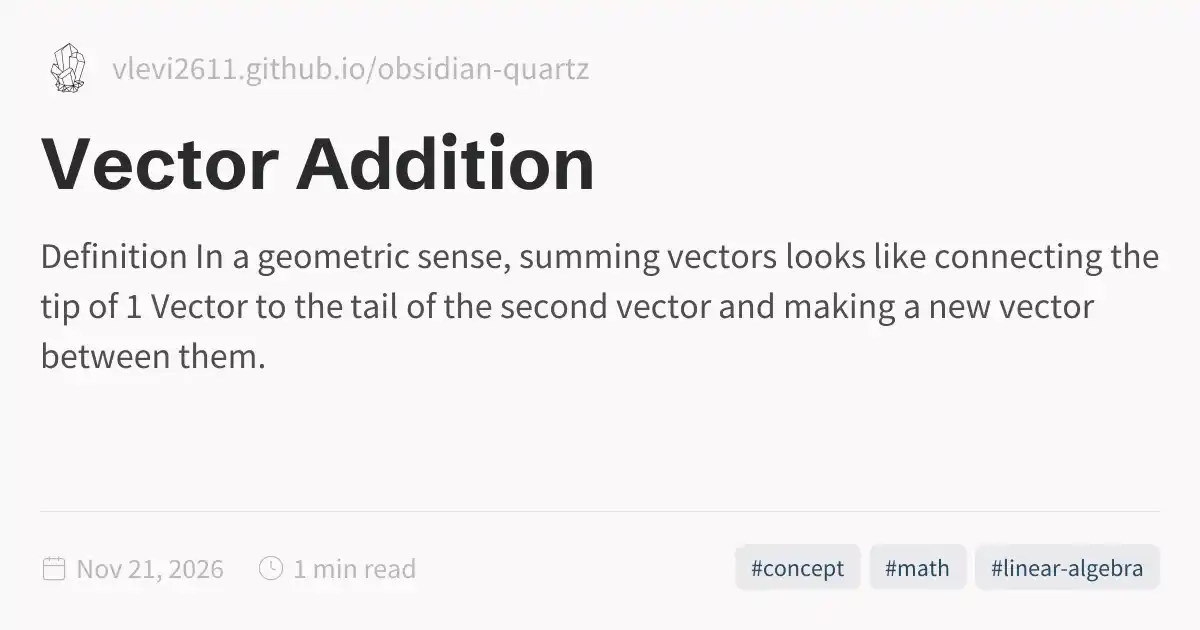 vlevi2611.github.io/obsidian-quartz
Vector Addition
Definition In a geometric sense, summing vectors looks like connecting the
tip of 1 Vector to the tail of the second vector and making a new vector
between them.
Nov 21, 2026 1 min read #concept #math #linear-algebra